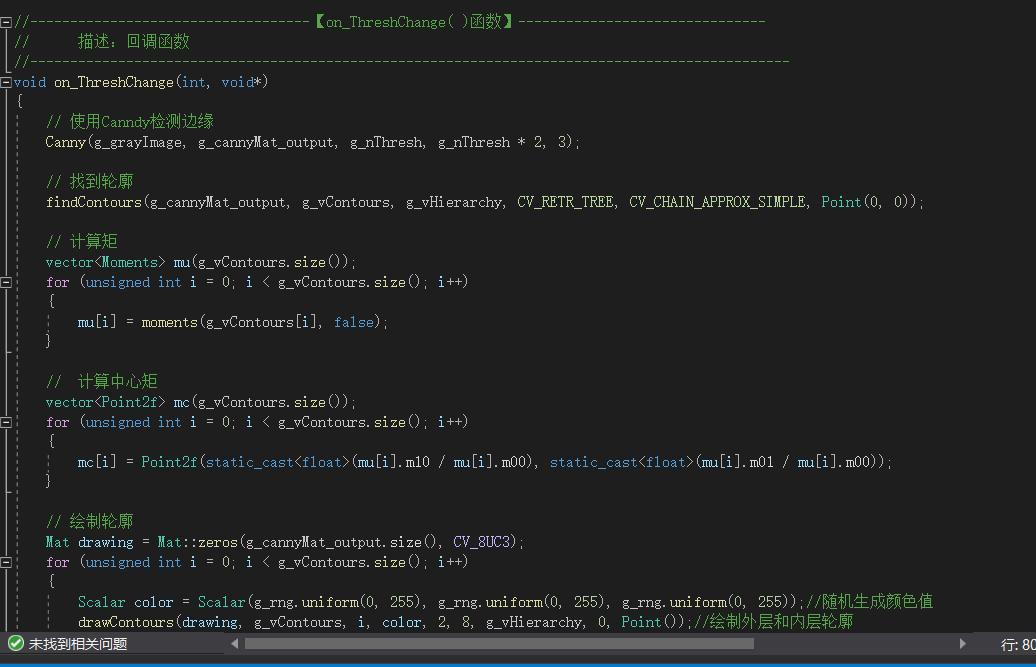 //-----------------------------------【on_ThreshChange( )函数】-------------------------------
//      描述：回调函数
//-----------------------------------------------------------------------------------------------
void on_ThreshChange(int, void*)
{
    // 使用Canndy检测边缘
    Canny(g_grayImage, g_cannyMat_output, g_nThresh, g_nThresh * 2, 3);
    // 找到轮廓
    findContours(g_cannyMat_output, g_vContours, g_vHierarchy, CV_RETR_TREE, CV_CHAIN_APPROX_SIMPLE, Point(0, 0));
    // 计算矩
    vector<Moments> mu(g_vContours.size());
    for (unsigned int i = 0; i < g_vContours.size(); i++)
    {
        mu[i] = moments(g_vContours[i], false);
    }
    //  计算中心矩
    vector<Point2f> mc(g_vContours.size());
    for (unsigned int i = 0; i < g_vContours.size(); i++)
    {
        mc[i] = Point2f(static_cast<float>(mu[i].m10 / mu[i].m00), static_cast<float>(mu[i].m01 / mu[i].m00));
    }
    // 绘制轮廓
    Mat drawing = Mat::zeros(g_cannyMat_output.size(), CV_8UC3);
    for (unsigned int i = 0; i < g_vContours.size(); i++)
    {
        Scalar color = Scalar(g_rng.uniform(0, 255), g_rng.uniform(0, 255), g_rng.uniform(0, 255));//随机生成颜色值
        drawContours(drawing, g_vContours, i, color, 2, 8, g_vHierarchy, 0, Point());//绘制外层和内层轮廓
未找到相关问题
行: 80